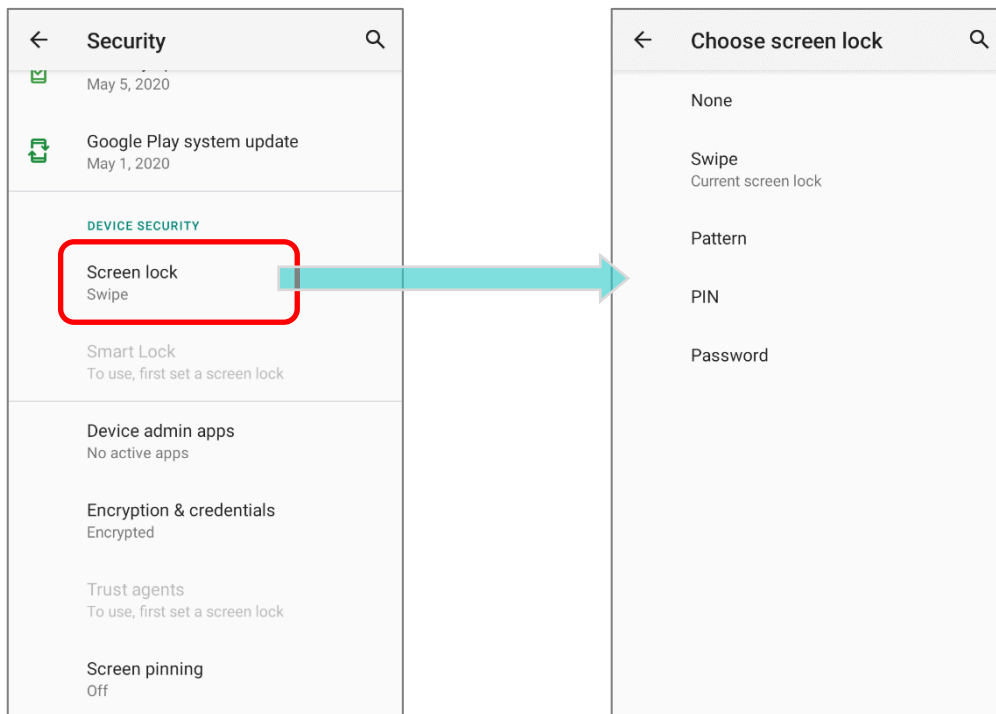 Security
May 5, 2020
Google Play system update
May 1, 2020
DEVICE SECURITY
Screen lock
Swipe
Smart Lock
To use, first set a screen lock
Device admin apps
No active apps
Encryption & credentials
Encrypted
Trust agents
To use, first set a screen lock
Screen pinning
Off
Choose screen lock
None
Swipe
Current screen lock
Pattern
PIN
Password